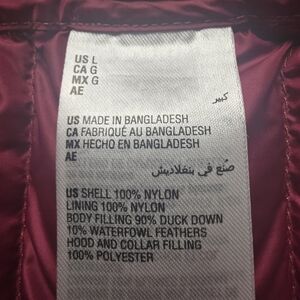 US L
CA G
MX G
AE
كبير
US MADE IN BANGLADESH
CA FABRIQUÉ AU BANGLADESH
MX HECHO EN BANGLADESH
AE
صُنع في بنغلاديش
US SHELL 100% NYLON
LINING 100% NYLON
BODY FILLING 90% DUCK DOWN
10% WATERFOWL FEATHERS
HOOD AND COLLAR FILLING
100% POLYESTER